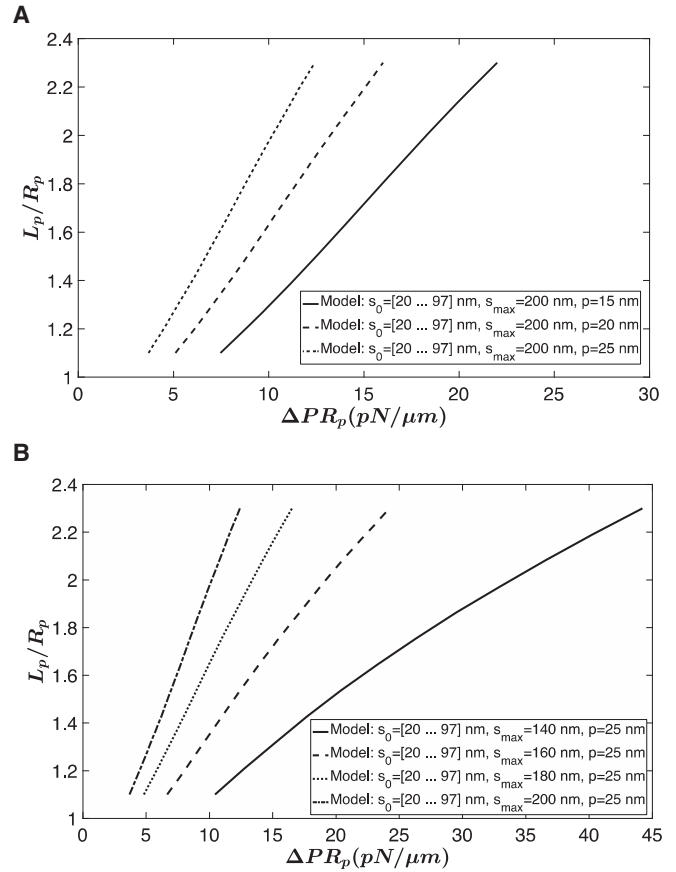 A
2.4
2.2
2
1.8
1.6
1.4
1.2
1
L_p/R_p
Model: s_0=[20 ... 97] nm, s_max=200 nm, p=15 nm
Model: s_0=[20 ... 97] nm, s_max=200 nm, p=20 nm
Model: s_0=[20 ... 97] nm, s_max=200 nm, p=25 nm
0 5 10 15 20 25 30
ΔPR_p(pN/μm)
B
2.4
2.2
2
1.8
1.6
1.4
1.2
1
L_p/R_p
Model: s_0=[20 ... 97] nm, s_max=140 nm, p=25 nm
Model: s_0=[20 ... 97] nm, s_max=160 nm, p=25 nm
Model: s_0=[20 ... 97] nm, s_max=180 nm, p=25 nm
Model: s_0=[20 ... 97] nm, s_max=200 nm, p=25 nm
0 5 10 15 20 25 30 35 40 45
ΔPR_p(pN/μm)